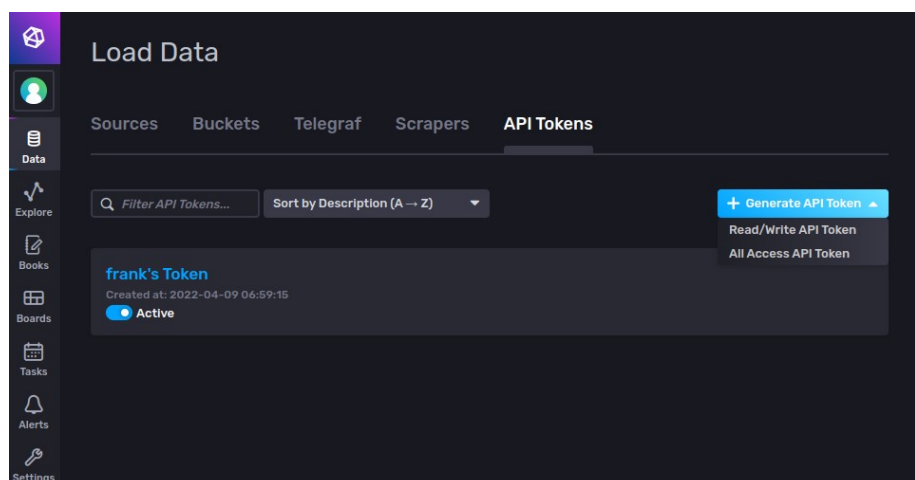 Load Data
Sources Buckets Telegraf Scrapers API Tokens
Data
Explore
Books
Boards
Tasks
Alerts
Settings
Filter API Tokens...
Sort by Description (A → Z)
+ Generate API Token
Read/Write API Token
All Access API Token
frank's Token
Created at: 2022-04-09 06:59:15
Active